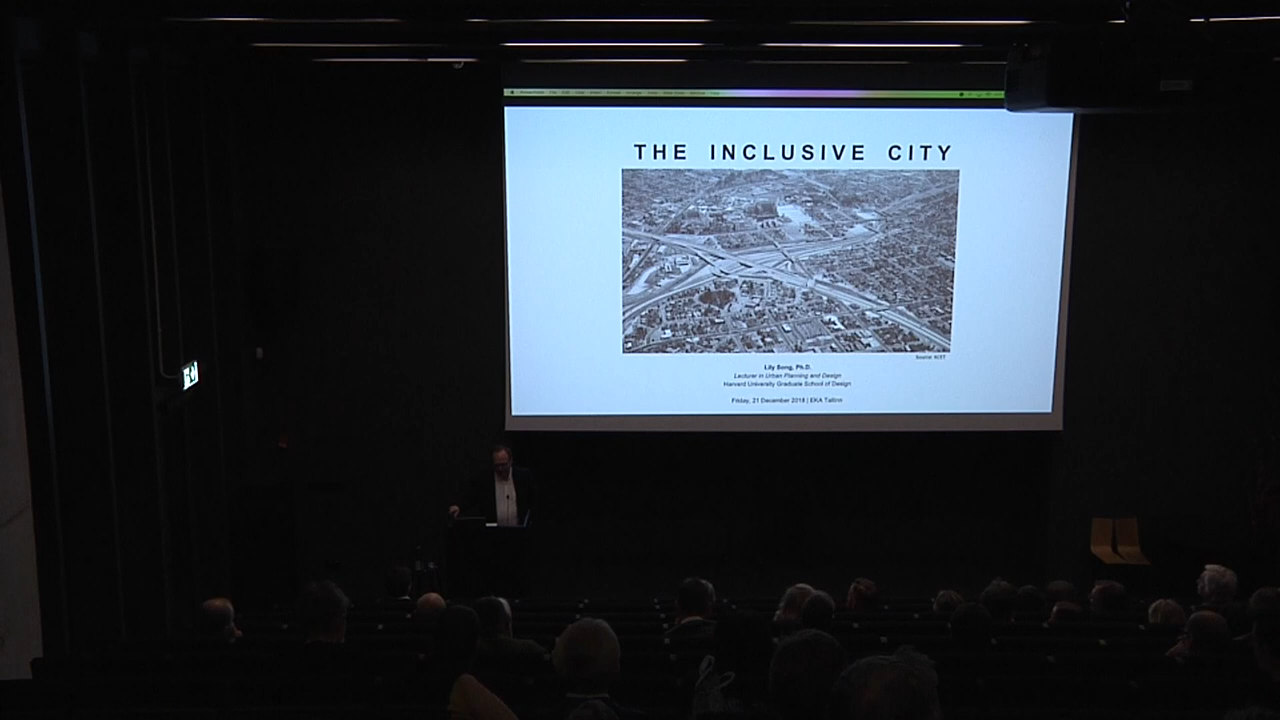 THE INCLUSIVE CITY
Lily Song, Ph.D.
Lecturer in Urban Planning and Design
Harvard University Graduate School of Design
Friday, 21 December 2018 | EKA Tallinn